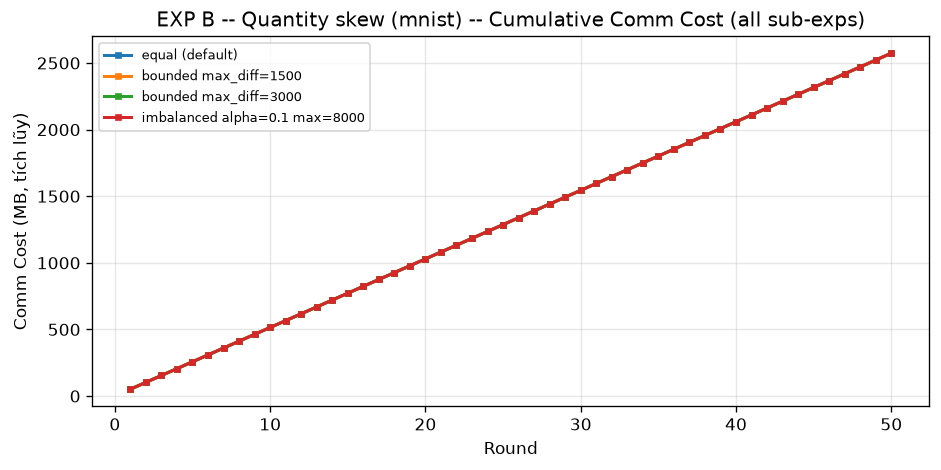 EXP B -- Quantity skew (mnist) -- Cumulative Comm Cost (all sub-exps)
equal (default)
bounded max_diff=1500
bounded max_diff=3000
imbalanced alpha=0.1 max=8000
Comm Cost (MB, tích lũy)
2500
2000
1500
1000
500
0
0 10 20 30 40 50
Round